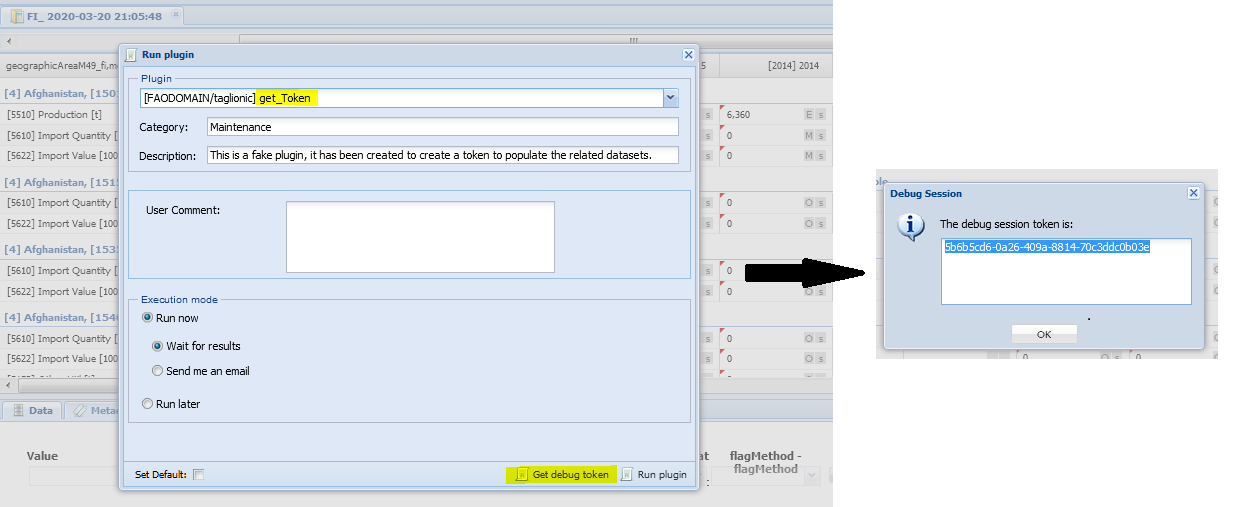 FI_ 2020-03-20 21:05:48
geographicAreaM49_fi,m
5
[2014] 2014
Run plugin
Plugin
[FAODOMAIN/taglionic] get_Token
Category:
Maintenance
Description:
This is a fake plugin, it has been created to create a token to populate the related datasets.
User Comment:
Execution mode
Run now
Wait for results
Send me an email
Run later
Set Default:
Get debug token
Run plugin
[4] Afghanistan, [150
[5510] Production [t]
s 6,360 E s
[5610] Import Quantity [
s 0 M s
[5622] Import Value [100
s 0 M s
[4] Afghanistan, [151
[5610] Import Quantity [
s 0 O s
[5622] Import Value [100
s 0 O s
[4] Afghanistan, [153
[5610] Import Quantity [
s 0 O s
[5622] Import Value [100
s 0 O s
[4] Afghanistan, [154
[5610] Import Quantity [
s 0 O s
[5622] Import Value [100
s 0 O s
Data
Meta
Value
at
flagMethod -
flagMethod
:
Debug Session
The debug session token is:
5b6b5cd6-0a26-409a-8814-70c3ddc0b03e
.
OK
0 O s 0